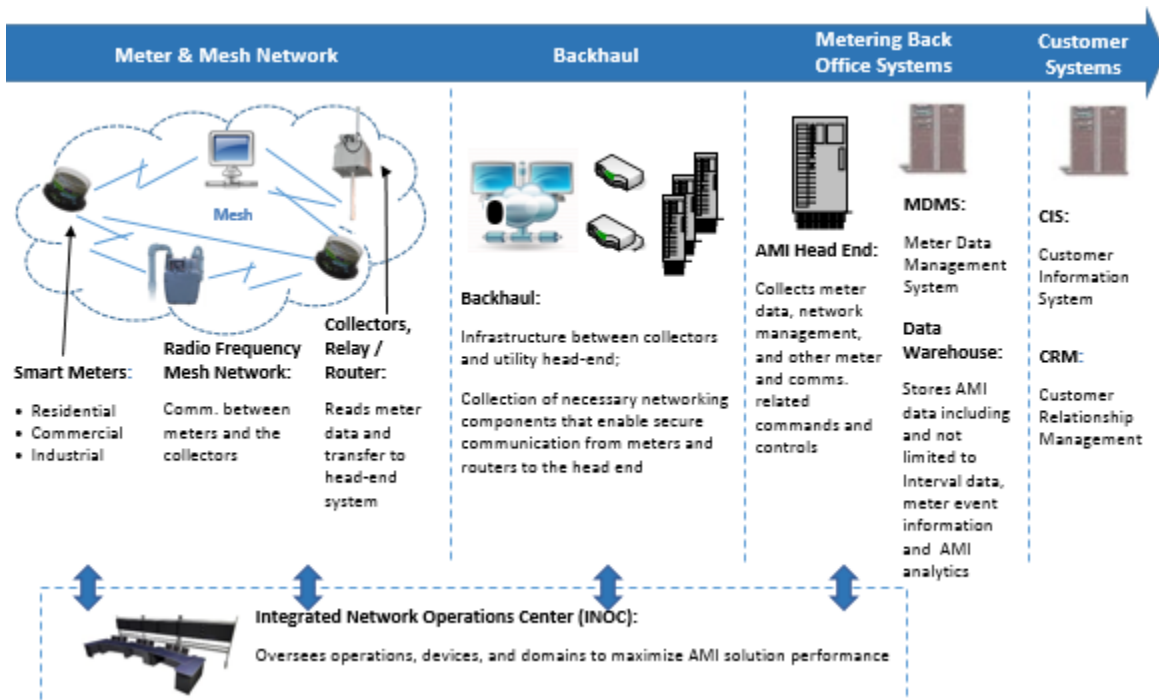 Meter & Mesh Network
Backhaul
Metering Back
Office Systems
Customer
Systems
Mesh
Smart Meters:
• Residential
• Commercial
• Industrial
Radio Frequency
Mesh Network:
Comm. between
meters and the
collectors
Collectors,
Relay /
Router:
Reads meter
data and
transfer to
head-end
system
Backhaul:
Infrastructure between collectors
and utility head-end;
Collection of necessary networking
components that enable secure
communication from meters and
routers to the head end
AMI Head End:
Collects meter
data, network
management,
and other meter
and comms.
related
commands and
controls
MDMS:
Meter Data
Management
System
Data
Warehouse:
Stores AMI
data including
and not
limited to
Interval data,
meter event
information
and AMI
analytics
CIS:
Customer
Information
System
CRM:
Customer
Relationship
Management
Integrated Network Operations Center (INOC):
Oversees operations, devices, and domains to maximize AMI solution performance